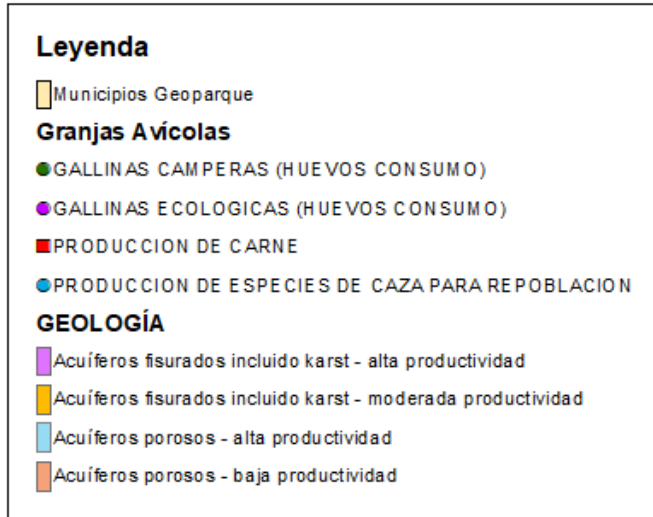 Leyenda
Municipios Geoparque
Granjas Avícolas
GALLINAS CAMPERAS (HUEVOS CONSUMO)
GALLINAS ECOLOGICAS (HUEVOS CONSUMO)
PRODUCCION DE CARNE
PRODUCCION DE ESPECIES DE CAZA PARA REPOBLACION
GEOLOGÍA
Acuíferos fisurados incluido karst - alta productividad
Acuíferos fisurados incluido karst - moderada productividad
Acuíferos porosos - alta productividad
Acuíferos porosos - baja productividad